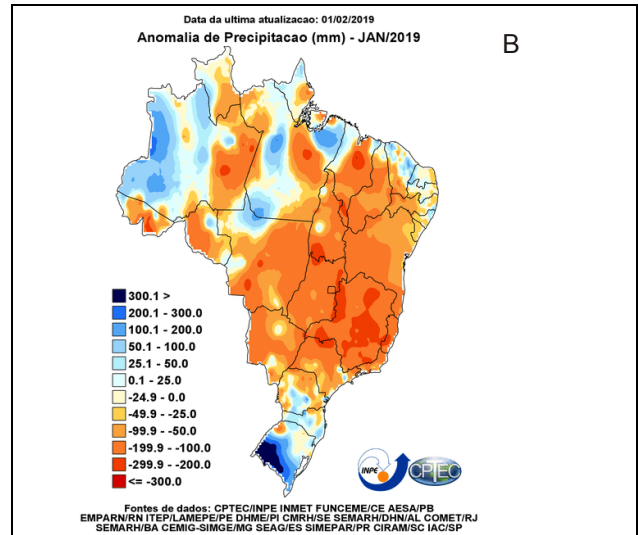 Data da ultima atualizacao: 01/02/2019
Anomalia de Precipitacao (mm) - JAN/2019
B
300.1 >
200.1 - 300.0
100.1 - 200.0
50.1 - 100.0
25.1 - 50.0
0.1 - 25.0
-24.9 - 0.0
-49.9 - -25.0
-99.9 - -50.0
-199.9 - -100.0
-299.9 - -200.0
<= -300.0
INPE
CPTEC
Fontes de dados: CPTEC/INPE INMET FUNCEME/CE AESA/PB
EMPARN/RN ITEP/LAMEPE/PE DHME/PI CMRH/SE SEMARH/DHN/AL COMET/RJ
SEMARH/BA CEMIG-SIMGE/MG SEAG/ES SIMEPAR/PR CIRAM/SC IAC/SP